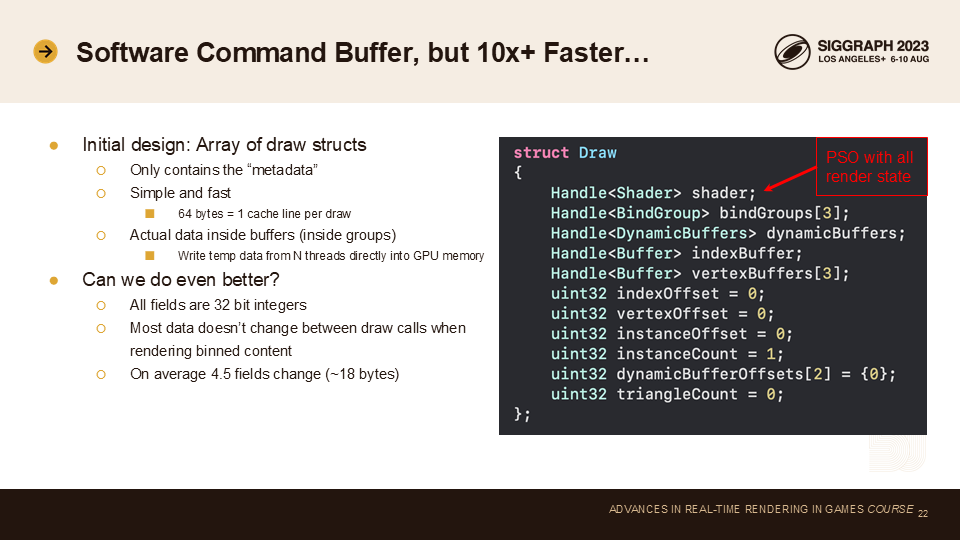 Software Command Buffer, but 10x+ Faster…
SIGGRAPH 2023
LOS ANGELES+ 6-10 AUG
● Initial design: Array of draw structs
○ Only contains the “metadata”
○ Simple and fast
■ 64 bytes = 1 cache line per draw
○ Actual data inside buffers (inside groups)
■ Write temp data from N threads directly into GPU memory
● Can we do even better?
○ All fields are 32 bit integers
○ Most data doesn’t change between draw calls when
rendering binned content
○ On average 4.5 fields change (~18 bytes)
struct Draw
{
Handle<Shader> shader;
Handle<BindGroup> bindGroups[3];
Handle<DynamicBuffers> dynamicBuffers;
Handle<Buffer> indexBuffer;
Handle<Buffer> vertexBuffers[3];
uint32 indexOffset = 0;
uint32 vertexOffset = 0;
uint32 instanceOffset = 0;
uint32 instanceCount = 1;
uint32 dynamicBufferOffsets[2] = {0};
uint32 triangleCount = 0;
};
PSO with all
render state
ADVANCES IN REAL-TIME RENDERING IN GAMES COURSE 22